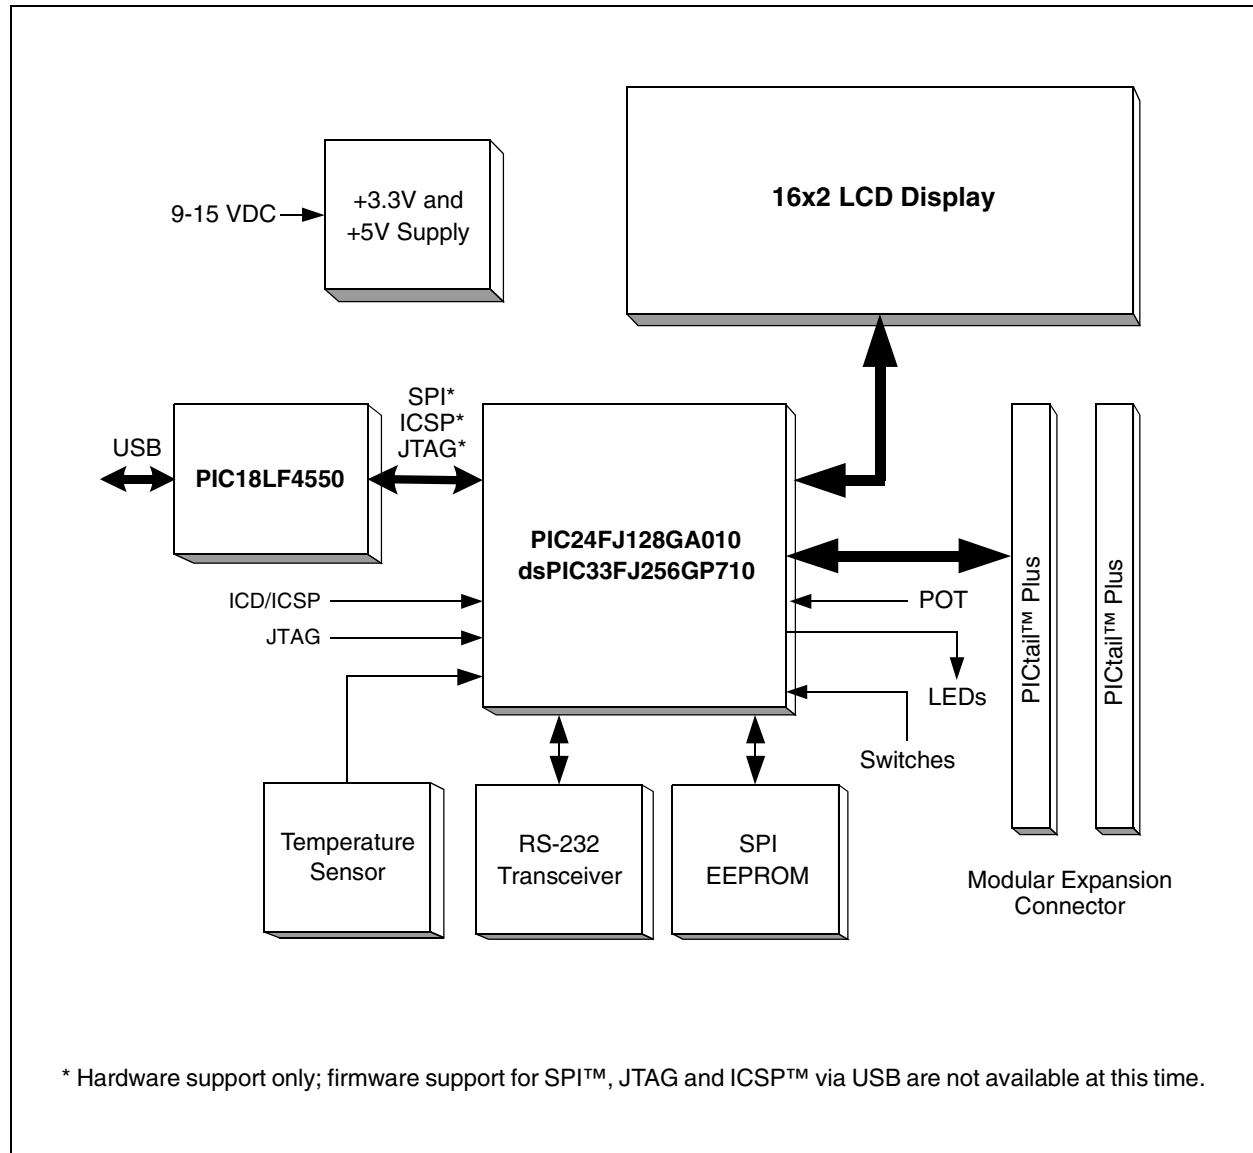 16x2 LCD Display
+3.3V and
+5V Supply
9-15 VDC
SPI*
ICSP*
JTAG*
USB
PIC18LF4550
PIC24FJ128GA010
dsPIC33FJ256GP710
ICD/ICSP
JTAG
POT
LEDs
Switches
PICtail™ Plus
PICtail™ Plus
Temperature
Sensor
RS-232
Transceiver
SPI
EEPROM
Modular Expansion
Connector
* Hardware support only; firmware support for SPI™, JTAG and ICSP™ via USB are not available at this time.